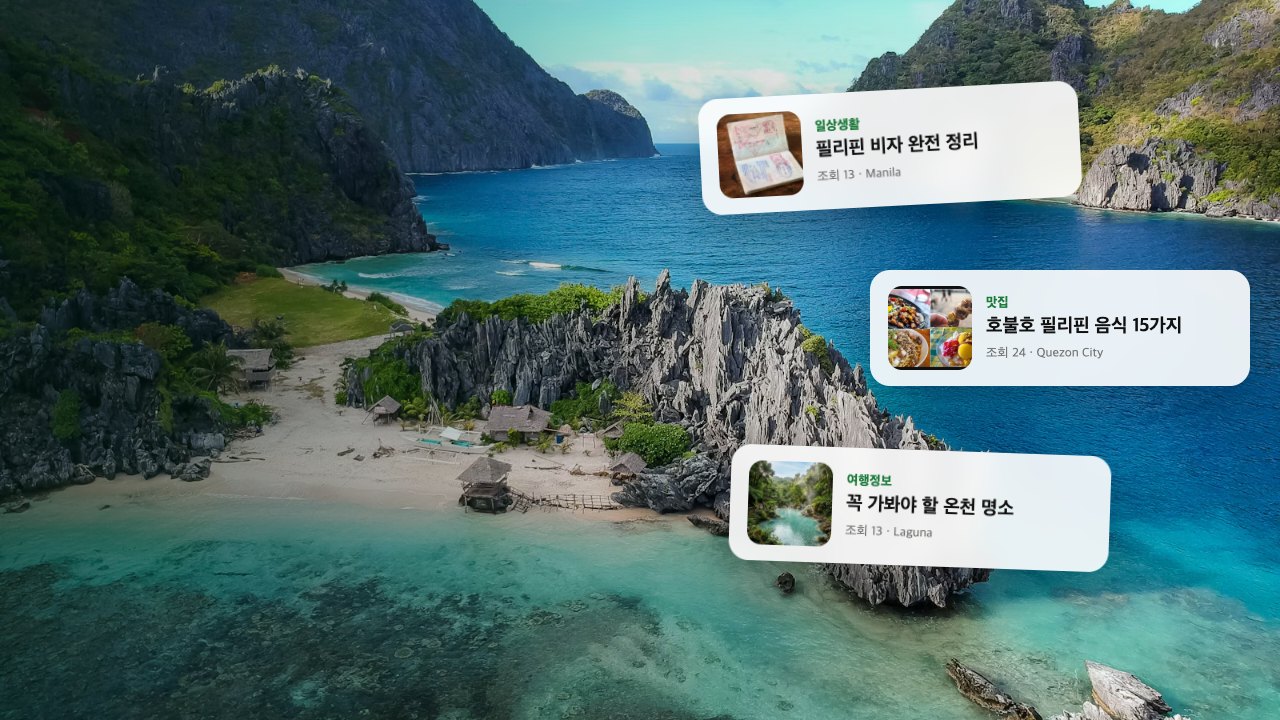 일상생활
필리핀 비자 완전 정리
조회 13 · Manila
맛집
호불호 필리핀 음식 15가지
조회 24 · Quezon City
여행정보
꼭 가봐야 할 온천 명소
조회 13 · Laguna